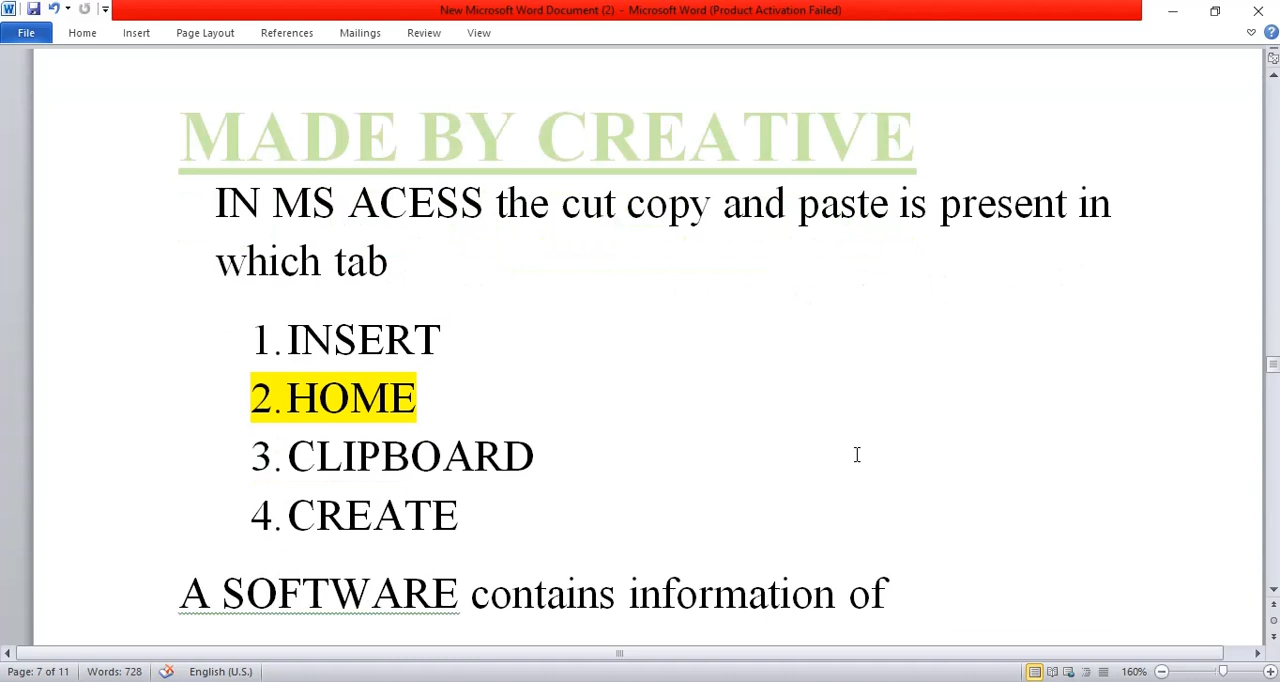 New Microsoft Word Document (2) - Microsoft Word (Product Activation Failed)
File Home Insert Page Layout References Mailings Review View
MADE BY CREATIVE
IN MS ACESS the cut copy and paste is present in
which tab
1. INSERT
2. HOME
3. CLIPBOARD
4. CREATE
A SOFTWARE contains information of
Page: 7 of 11 Words: 728 English (U.S.) 160%